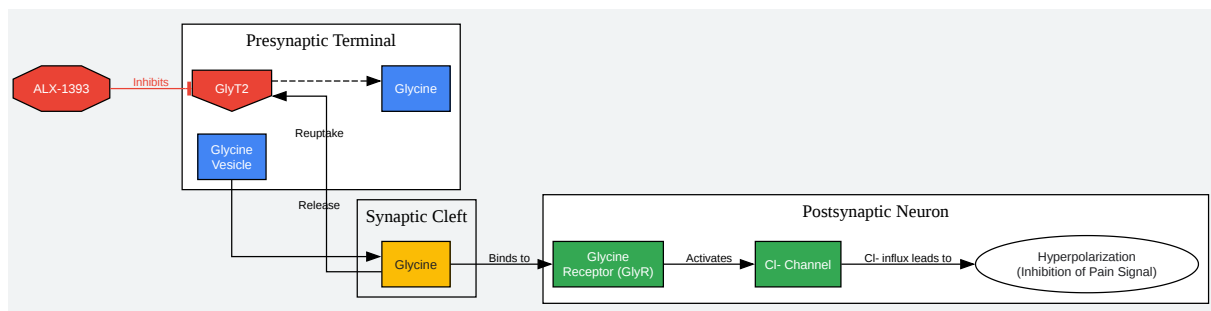 Presynaptic Terminal
ALX-1393
Inhibits
GlyT2
Glycine
Reuptake
Glycine
Vesicle
Release
Synaptic Cleft
Glycine
Binds to
Postsynaptic Neuron
Glycine
Receptor (GlyR)
Activates
Cl- Channel
Cl- influx leads to
Hyperpolarization
(Inhibition of Pain Signal)